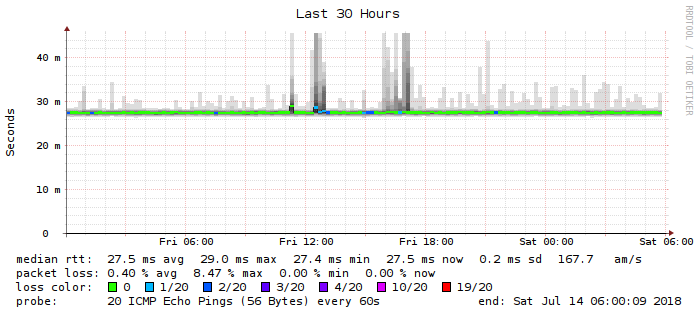 Last 30 Hours
RRDTOOL / TOBI OETIKER
Seconds
40 m
30 m
20 m
10 m
0
Fri 06:00 Fri 12:00 Fri 18:00 Sat 00:00 Sat 06:00
median rtt: 27.5 ms avg 29.0 ms max 27.4 ms min 27.5 ms now 0.2 ms sd 167.7 am/s
packet loss: 0.40 % avg 8.47 % max 0.00 % min 0.00 % now
loss color: 0 1/20 2/20 3/20 4/20 10/20 19/20
probe: 20 ICMP Echo Pings (56 Bytes) every 60s end: Sat Jul 14 06:00:09 2018